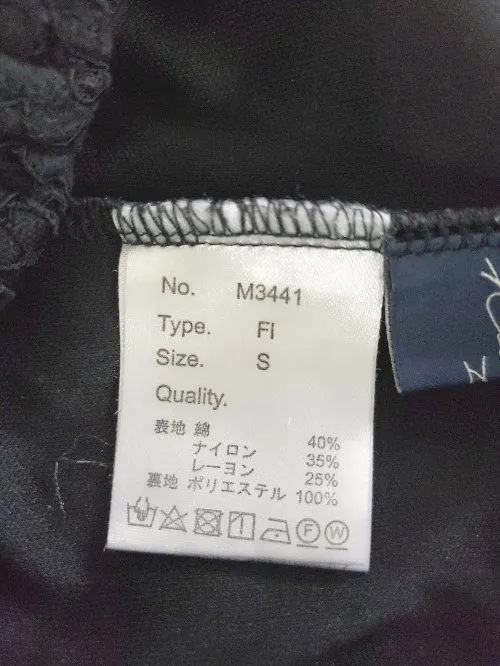 No. M3441
Type. FI
Size. S
Quality.
表地 綿 40%
ナイロン 35%
レーヨン 25%
裏地 ポリエステル 100%
F W